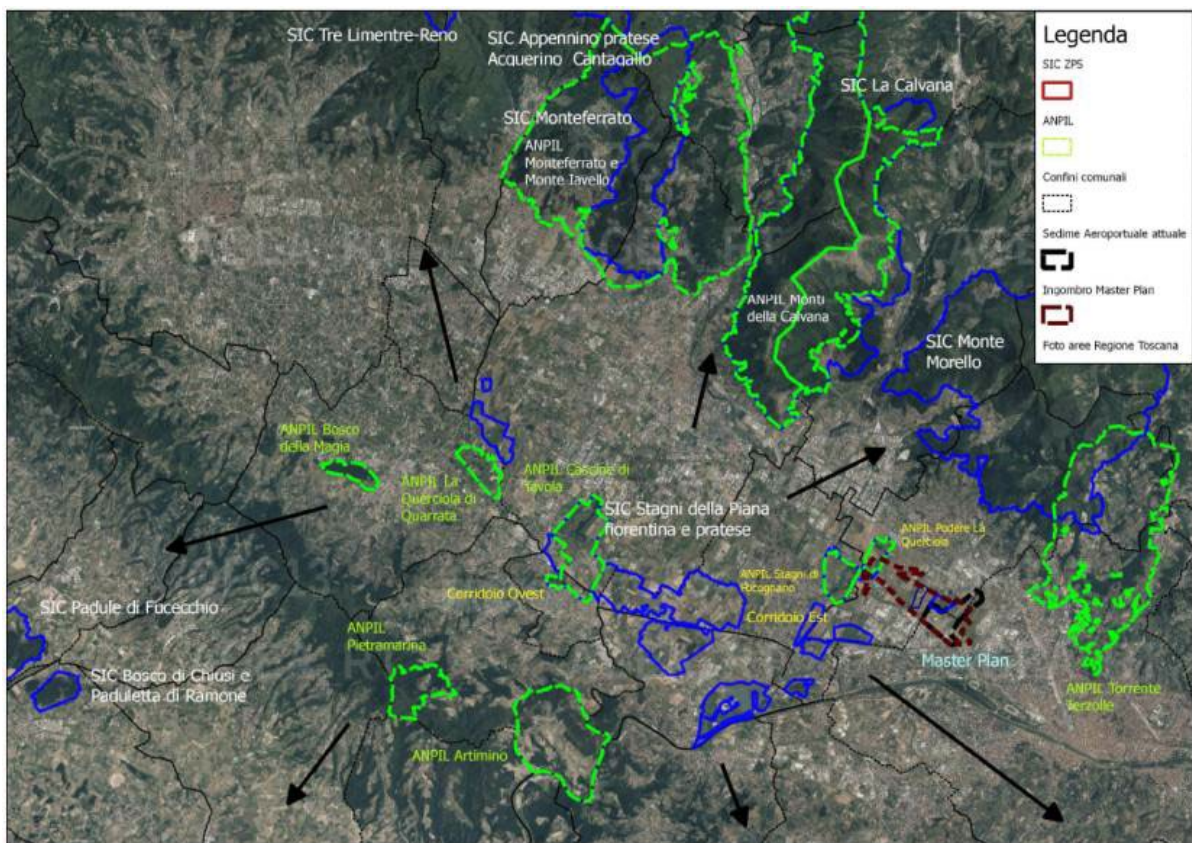 SIC Tre Limentre-Reno
SIC Appennino pratese
Acquerino Cantagallo
SIC La Calvana
SIC Monteferrato
ANPIL
Monteferrato e
Monte Iavello
ANPIL Monti
della Calvana
SIC Monte
Morello
ANPIL Bosco
della Magia
ANPIL La
Querciola di
Quarrata
ANPIL Cascine di
Tavola
SIC Stagni della Piana
fiorentina e pratese
ANPIL Podere La
Querciola
ANPIL Stagni di
Focognano
Corridoio Ovest
Corridoio Est
SIC Padule di Fucecchio
ANPIL
Pietramarina
Master Plan
SIC Bosco di Chiusi e
Paduletta di Ramone
ANPIL Torrente
Terzolle
ANPIL Artimino
Legenda
SIC ZPS
ANPIL
Confini comunali
Sedime Aeroportuale attuale
Ingombro Master Plan
Foto aree Regione Toscana